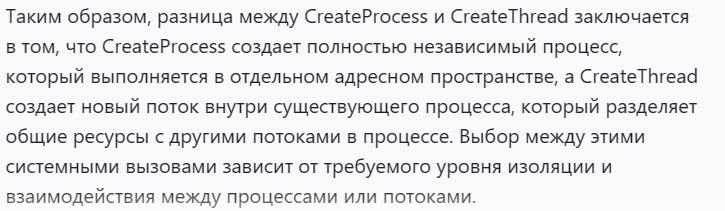 Таким образом, разница между CreateProcess и CreateThread заключается
в том, что CreateProcess создает полностью независимый процесс,
который выполняется в отдельном адресном пространстве, а CreateThread
создает новый поток внутри существующего процесса, который разделяет
общие ресурсы с другими потоками в процессе. Выбор между этими
системными вызовами зависит от требуемого уровня изоляции и
взаимодействия между процессами или потоками.